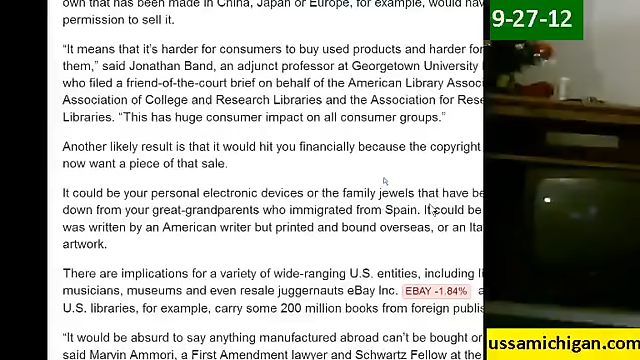 own that has been made in China, Japan or Europe, for example, would hav
permission to sell it.
“It means that it’s harder for consumers to buy used products and harder for
them,” said Jonathan Band, an adjunct professor at Georgetown University
who filed a friend-of-the-court brief on behalf of the American Library Assoc
Association of College and Research Libraries and the Association for Rese
Libraries. “This has huge consumer impact on all consumer groups.”
Another likely result is that it would hit you financially because the copyright
now want a piece of that sale.
It could be your personal electronic devices or the family jewels that have be
down from your great-grandparents who immigrated from Spain. It could be
was written by an American writer but printed and bound overseas, or an Ita
artwork.
There are implications for a variety of wide-ranging U.S. entities, including li
musicians, museums and even resale juggernauts eBay Inc. EBAY -1.84% a
U.S. libraries, for example, carry some 200 million books from foreign publis
“It would be absurd to say anything manufactured abroad can’t be bought or
said Marvin Ammori, a First Amendment lawyer and Schwartz Fellow at the
9-27-12
ussamichigan.com